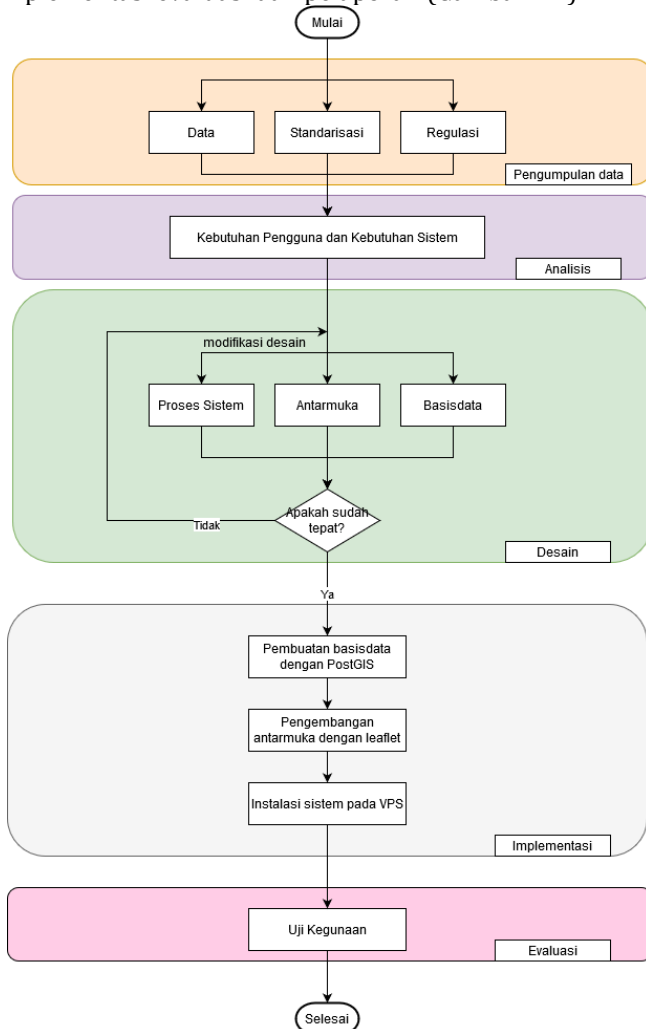 Mulai
Data
Standarisasi
Regulasi
Pengumpulan data
Kebutuhan Pengguna dan Kebutuhan Sistem
Analisis
modifikasi desain
Proses Sistem
Antarmuka
Basisdata
Apakah sudah
tepat?
Tidak
Desain
Ya
Pembuatan basisdata
dengan PostGIS
Pengembangan
antarmuka dengan leaflet
Instalasi sistem pada VPS
Implementasi
Uji Kegunaan
Evaluasi
Selesai